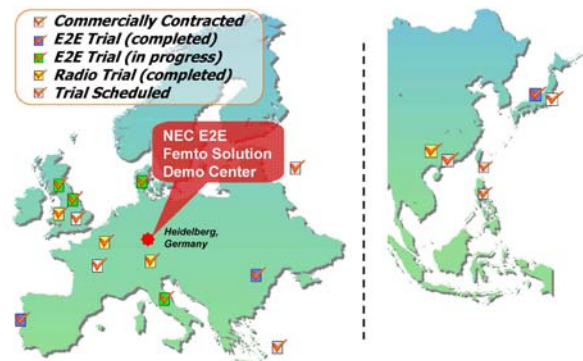 Commercially Contracted
E2E Trial (completed)
E2E Trial (in progress)
Radio Trial (completed)
Trial Scheduled
NEC E2E
Femto Solution
Demo Center
Heidelberg,
Germany